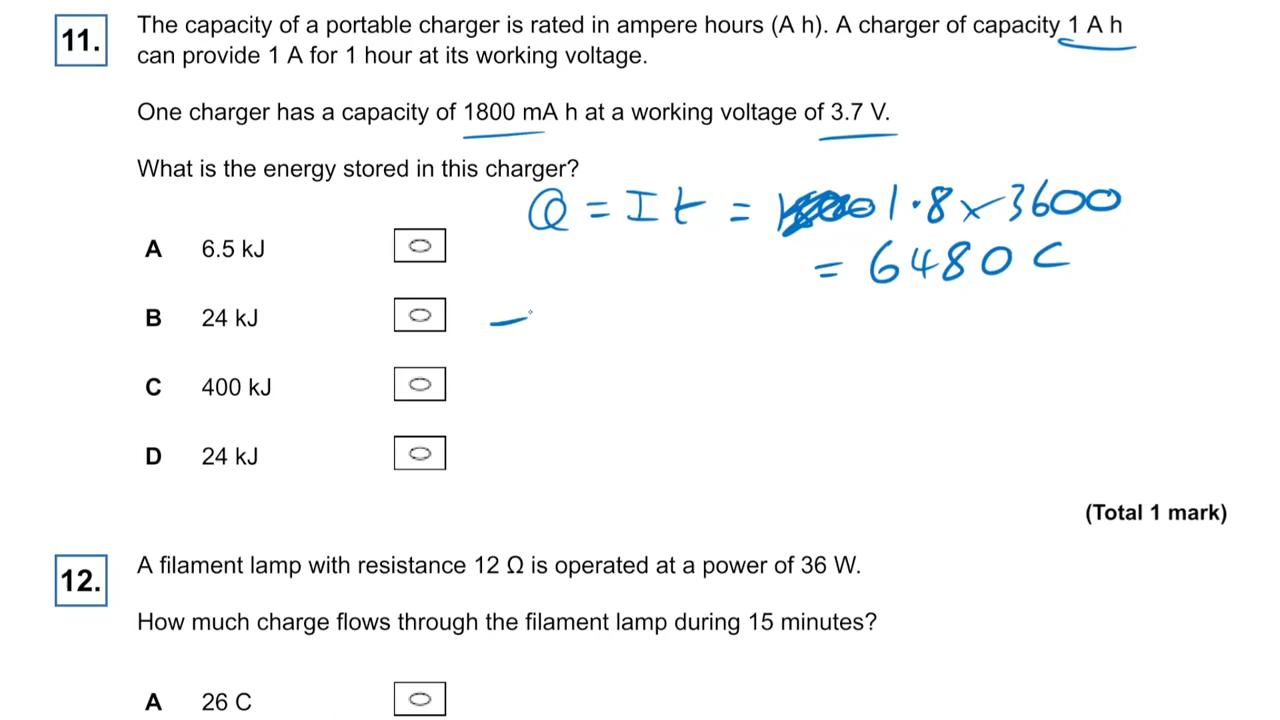 11. The capacity of a portable charger is rated in ampere hours (A h). A charger of capacity 1 A h
can provide 1 A for 1 hour at its working voltage.
One charger has a capacity of 1800 mA h at a working voltage of 3.7 V.
What is the energy stored in this charger?
Q = I t = 1.8 x 3600
= 6480 C
A 6.5 kJ
B 24 kJ
C 400 kJ
D 24 kJ
(Total 1 mark)
12. A filament lamp with resistance 12 Ω is operated at a power of 36 W.
How much charge flows through the filament lamp during 15 minutes?
A 26 C